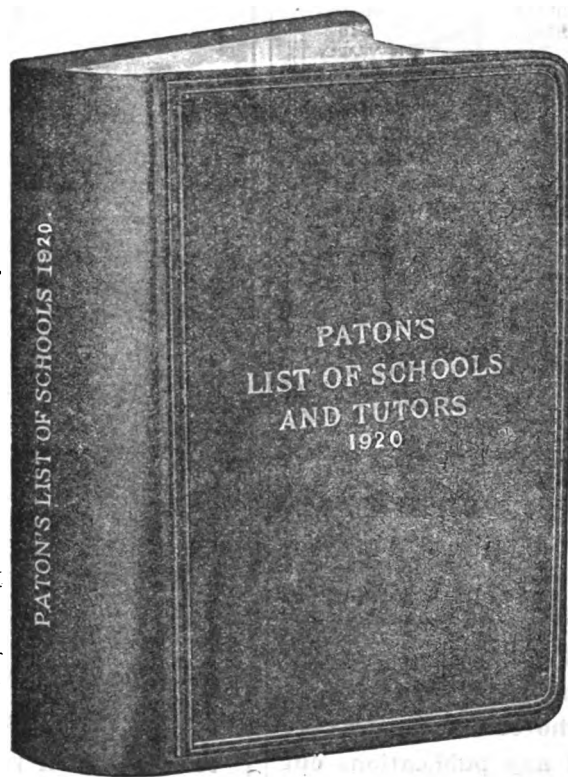 PATON'S LIST OF SCHOOLS 1920.
PATON'S
LIST OF SCHOOLS
AND TUTORS
1920